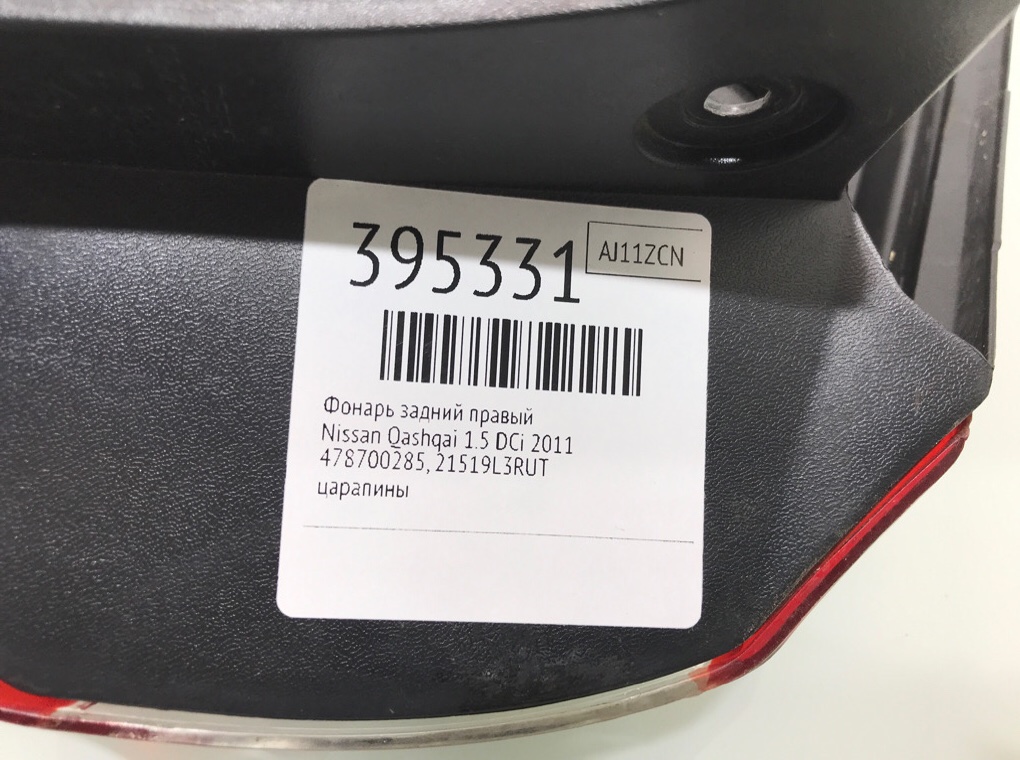 395331
AJ11ZCN
Фонарь задний правый
Nissan Qashqai 1.5 DCi 2011
478700285, 21519L3RUT
царапины